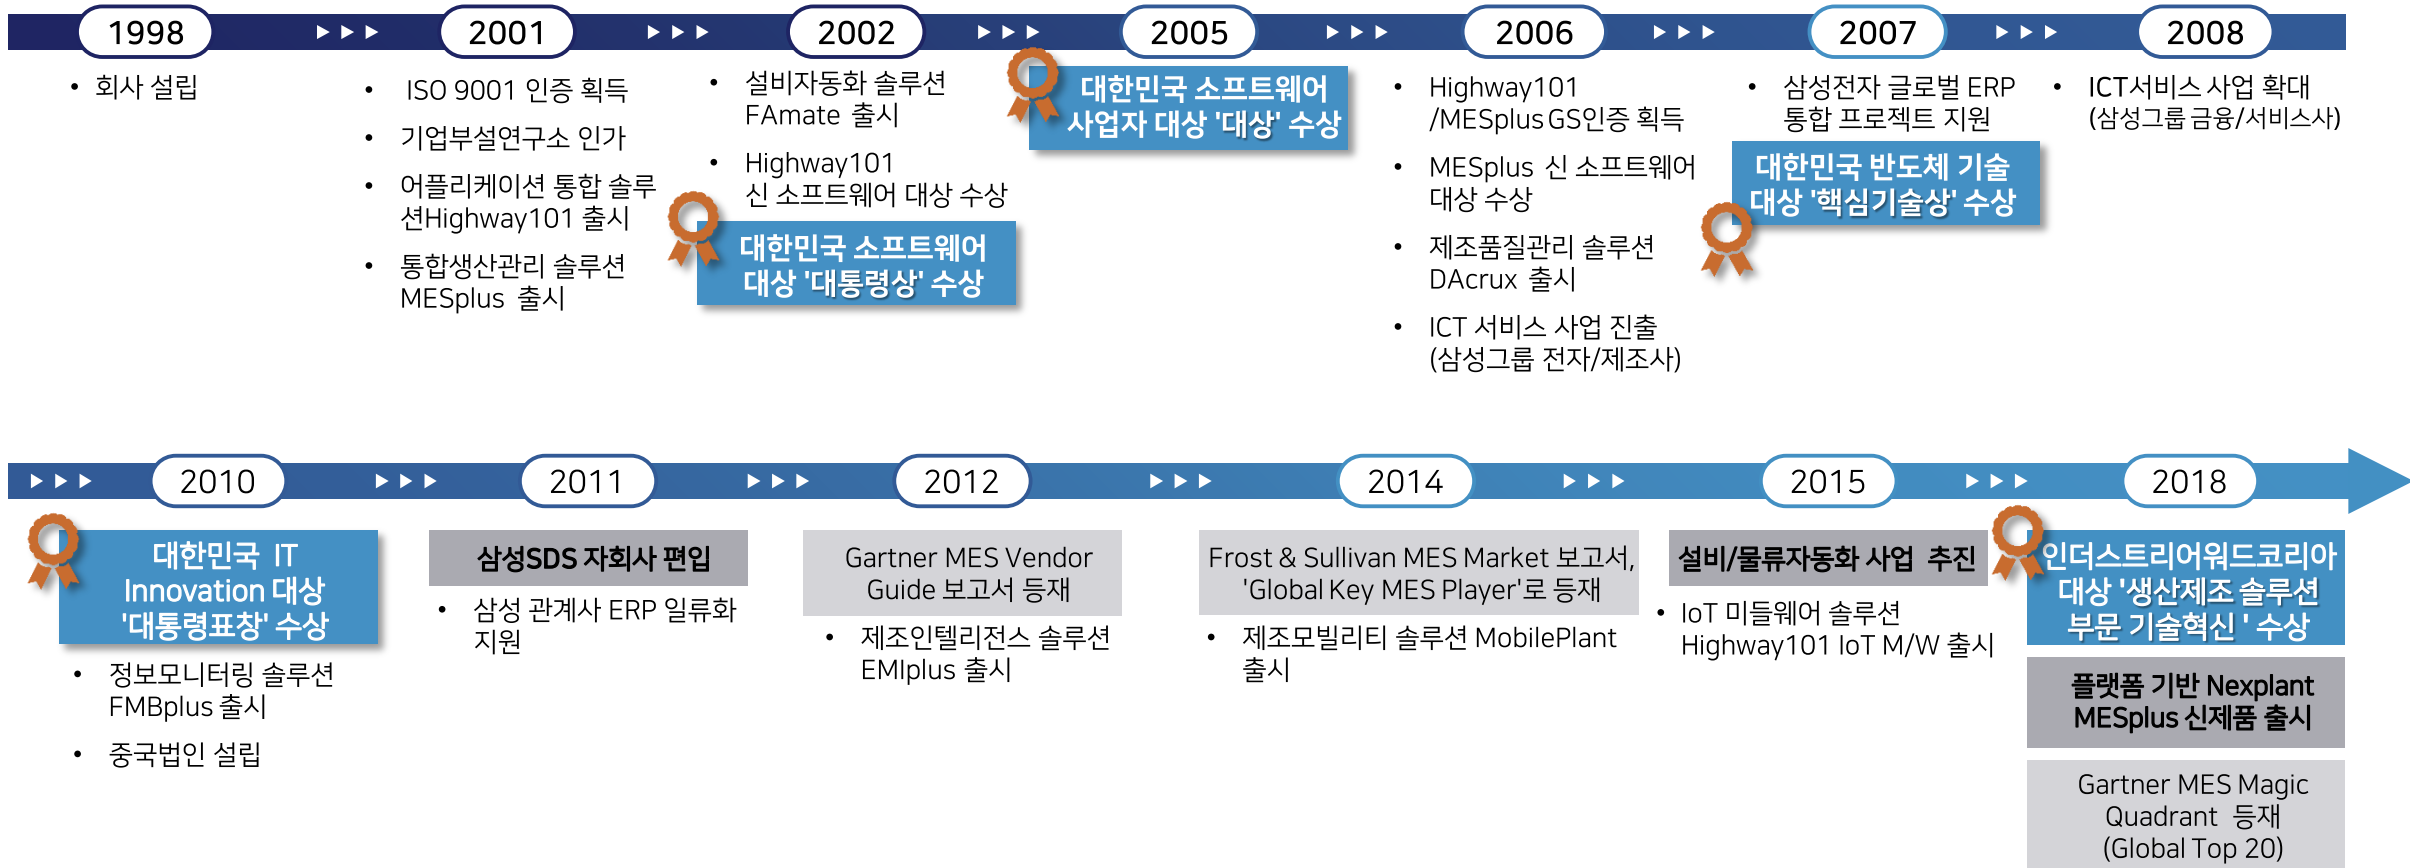 1998
회사 설립
2001
ISO 9001 인증 획득
기업부설연구소 인가
어플리케이션 통합 솔루
션Highway101 출시
통합생산관리 솔루션
MESplus 출시
2002
설비자동화 솔루션
FAmate 출시
Highway101
신 소프트웨어 대상 수상
대한민국 소프트웨어
대상 '대통령상' 수상
2005
대한민국 소프트웨어
사업자 대상 '대상' 수상
2006
Highway101
/MESplus GS인증 획득
MESplus 신 소프트웨어
대상 수상
제조품질관리 솔루션
DAcrux 출시
ICT 서비스 사업 진출
(삼성그룹 전자/제조사)
2007
삼성전자 글로벌 ERP
통합 프로젝트 지원
대한민국 반도체 기술
대상 '핵심기술상' 수상
2008
ICT서비스 사업 확대
(삼성그룹 금융/서비스사)
2010
대한민국 IT
Innovation 대상
'대통령표창' 수상
정보모니터링 솔루션
FMBplus 출시
중국법인 설립
2011
삼성SDS 자회사 편입
삼성 관계사 ERP 일류화
지원
2012
Gartner MES Vendor
Guide 보고서 등재
제조인텔리전스 솔루션
EMIplus 출시
2014
Frost & Sullivan MES Market 보고서,
'Global Key MES Player'로 등재
제조모빌리티 솔루션 MobilePlant
출시
2015
설비/물류자동화 사업 추진
IoT 미들웨어 솔루션
Highway101 IoT M/W 출시
2018
인더스트리어워드코리아
대상 '생산제조 솔루션
부문 기술혁신 ' 수상
플랫폼 기반 Nexplant
MESplus 신제품 출시
Gartner MES Magic
Quadrant 등재
(Global Top 20)